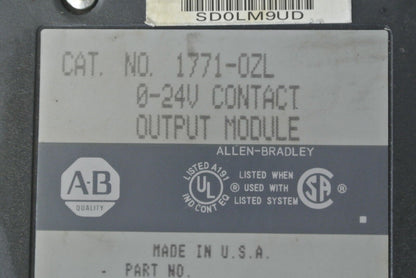 SD0LM9UD
CAT. NO. 1771-OZL
0-24V CONTACT
OUTPUT MODULE
ALLEN-BRADLEY
A-B
QUALITY
LISTED A191
UL
IND CONT EQ
® LISTED WHEN
® USED WITH
LISTED SYSTEM
SA
®
MADE IN U.S.A.
- PART NO.